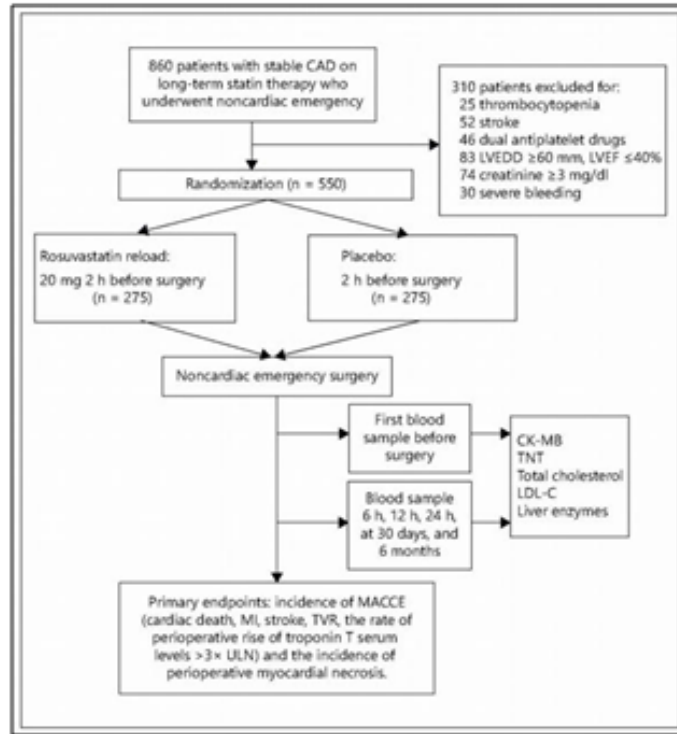 860 patients with stable CAD on
long-term statin therapy who
underwent noncardiac emergency
310 patients excluded for:
25 thrombocytopenia
52 stroke
46 dual antiplatelet drugs
83 LVEDD ≥60 mm, LVEF ≤40%
74 creatinine ≥3 mg/dl
30 severe bleeding
Randomization (n = 550)
Rosuvastatin reload:
20 mg 2 h before surgery
(n = 275)
Placebo:
2 h before surgery
(n = 275)
Noncardiac emergency surgery
First blood
sample before
surgery
CK-MB
TNT
Total cholesterol
LDL-C
Liver enzymes
Blood sample
6 h, 12 h, 24 h,
at 30 days, and
6 months
Primary endpoints: incidence of MACCE
(cardiac death, MI, stroke, TVR, the rate of
perioperative rise of troponin T serum
levels >3× ULN) and the incidence of
perioperative myocardial necrosis.